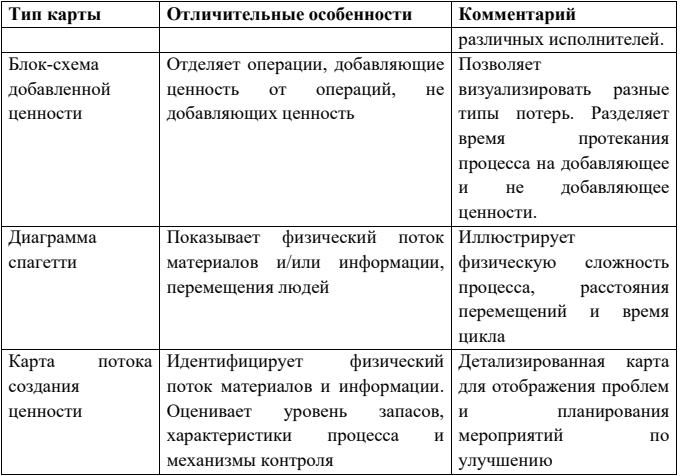 Тип карты Отличительные особенности Комментарий
различных исполнителей.
Блок-схема добавленной ценности
Отделяет операции, добавляющие
ценность от операций, не
добавляющих ценность
Позволяет
визуализировать разные
типы потерь. Разделяет
время протекания
процесса на добавляющее
и не добавляющее
ценности.
Диаграмма
спагетти
Показывает физический поток
материалов и/или информации,
перемещения людей
Иллюстрирует
физическую сложность
процесса, расстояния
перемещений и время
цикла
Карта потока
создания
ценности
Идентифицирует физический
поток материалов и информации.
Оценивает уровень запасов,
характеристики процесса и
механизмы контроля
Детализированная карта
для отображения проблем
и планирования
мероприятий по
улучшению